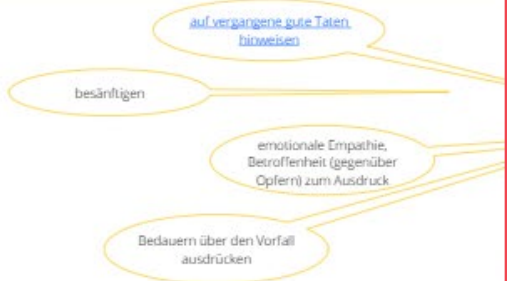 auf vergangene gute Taten
hinweisen
besänftigen
emotionale Empathie,
Betroffenheit (gegenüber
Opfern) zum Ausdruck
Bedauern über den Vorfall
ausdrücken